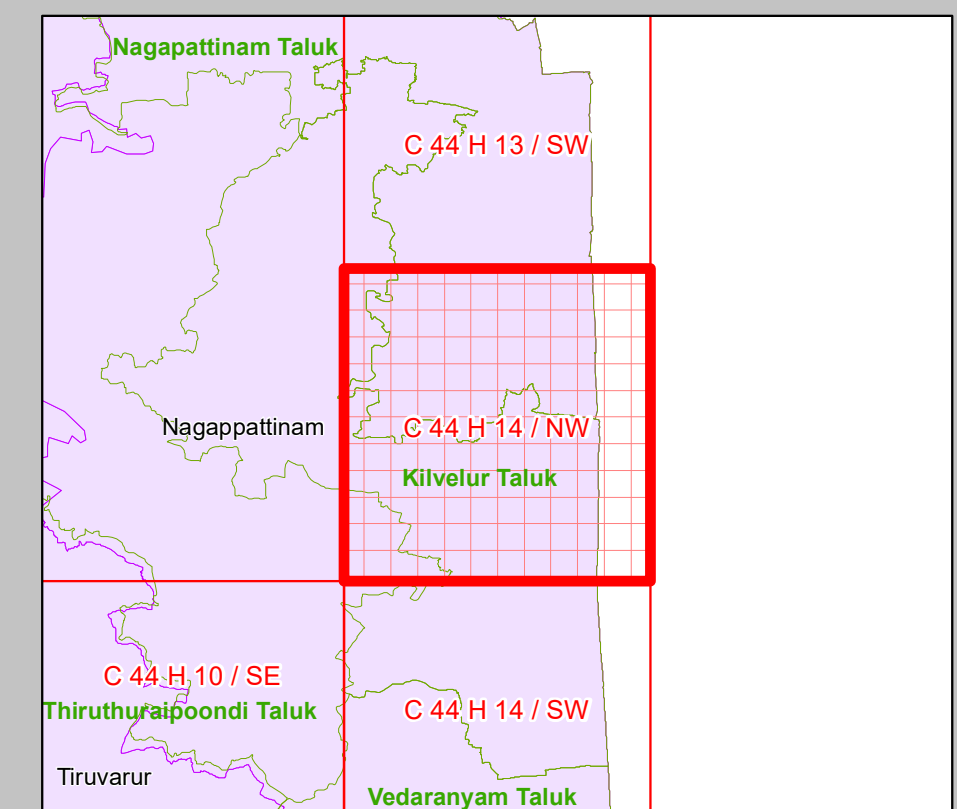 Nagapattinam Taluk
C 44 H 13 / SW
Nagappattinam
C 44 H 14 / NW
Kilvelur Taluk
C 44 H 10 / SE
Thiruthuraipoondi Taluk
C 44 H 14 / SW
Tiruvarur
Vedaranyam Taluk